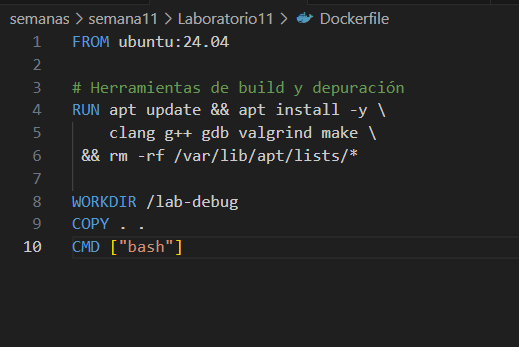 semanas > semana11 > Laboratorio11 > Dockerfile
1 FROM ubuntu:24.04
2
3 # Herramientas de build y depuración
4 RUN apt update && apt install -y \
5     clang g++ gdb valgrind make \
6  && rm -rf /var/lib/apt/lists/*
7
8 WORKDIR /lab-debug
9 COPY . .
10 CMD ["bash"]